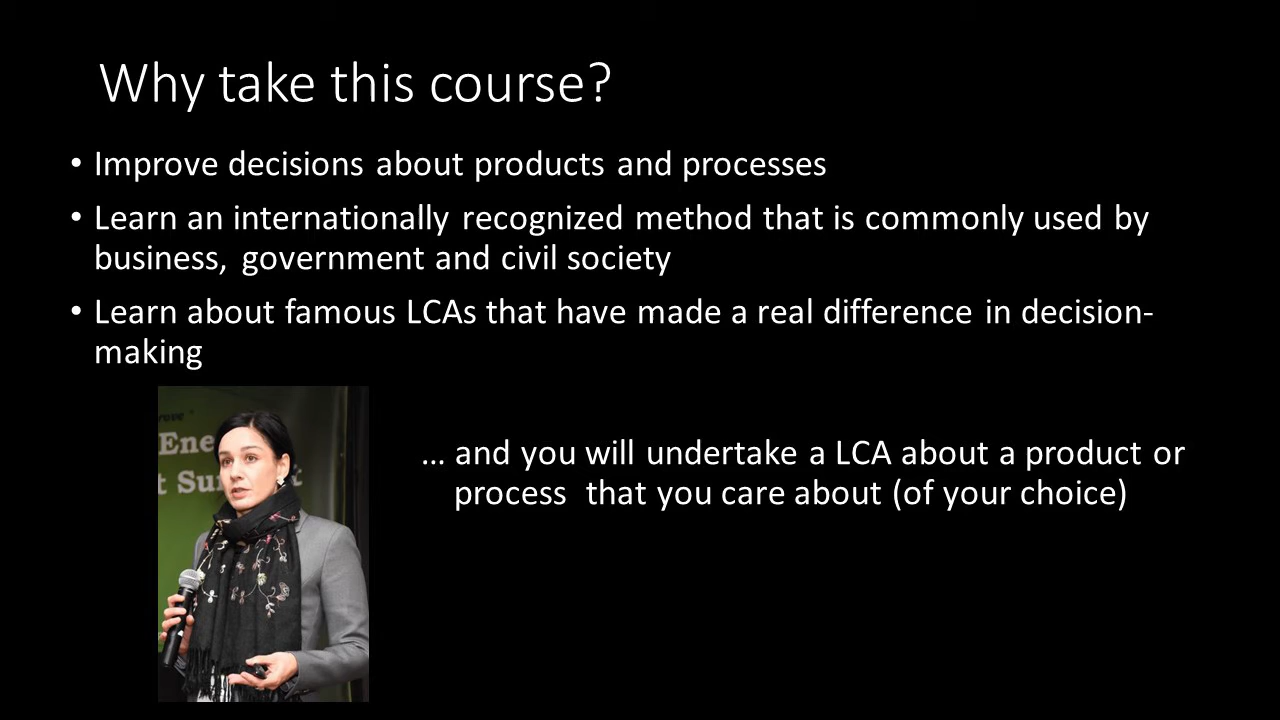 Why take this course?
• Improve decisions about products and processes
• Learn an internationally recognized method that is commonly used by
business, government and civil society
• Learn about famous LCAs that have made a real difference in decision-
making
… and you will undertake a LCA about a product or
process that you care about (of your choice)